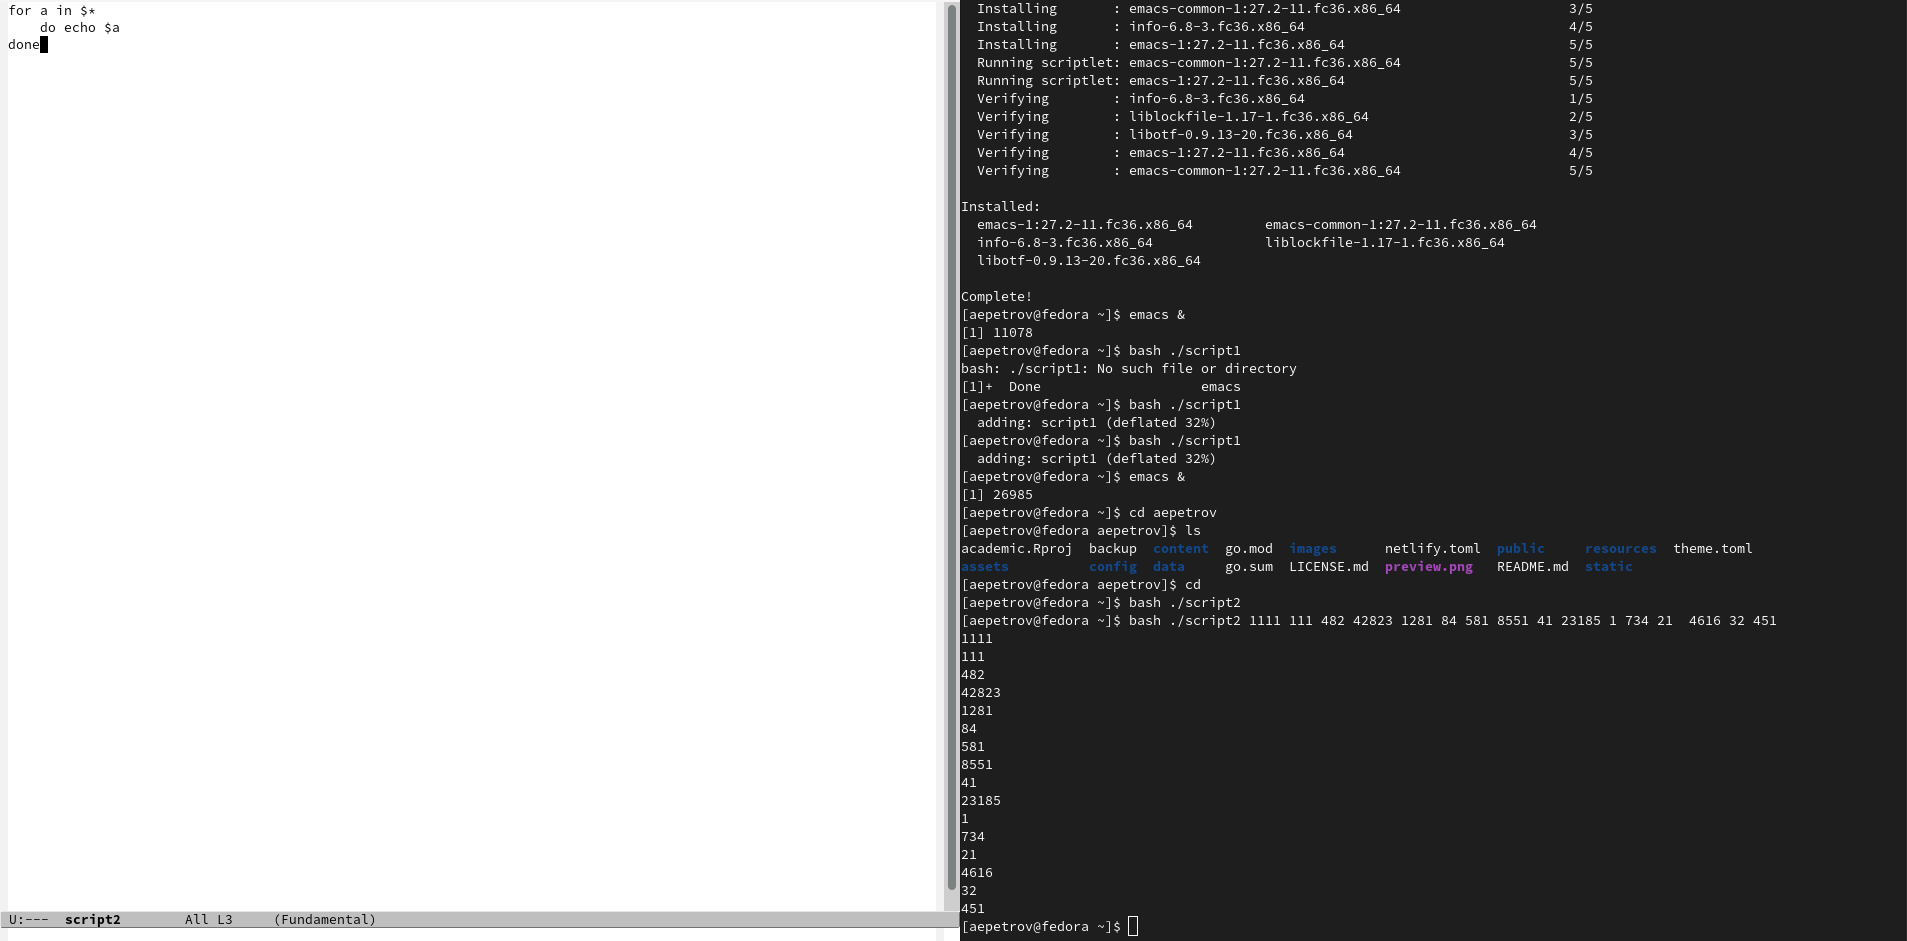 for a in $*
    do echo $a
done
U:---  script2        All L3     (Fundamental)
  Installing       : emacs-common-1:27.2-11.fc36.x86_64                     3/5
  Installing       : info-6.8-3.fc36.x86_64                                 4/5
  Installing       : emacs-1:27.2-11.fc36.x86_64                            5/5
  Running scriptlet: emacs-common-1:27.2-11.fc36.x86_64                     5/5
  Running scriptlet: emacs-1:27.2-11.fc36.x86_64                            5/5
  Verifying        : info-6.8-3.fc36.x86_64                                 1/5
  Verifying        : liblockfile-1.17-1.fc36.x86_64                         2/5
  Verifying        : libotf-0.9.13-20.fc36.x86_64                           3/5
  Verifying        : emacs-1:27.2-11.fc36.x86_64                            4/5
  Verifying        : emacs-common-1:27.2-11.fc36.x86_64                     5/5
Installed:
  emacs-1:27.2-11.fc36.x86_64         emacs-common-1:27.2-11.fc36.x86_64
  info-6.8-3.fc36.x86_64              liblockfile-1.17-1.fc36.x86_64
  libotf-0.9.13-20.fc36.x86_64
Complete!
[aepetrov@fedora ~]$ emacs &
[1] 11078
[aepetrov@fedora ~]$ bash ./script1
bash: ./script1: No such file or directory
[1]+  Done                    emacs
[aepetrov@fedora ~]$ bash ./script1
  adding: script1 (deflated 32%)
[aepetrov@fedora ~]$ bash ./script1
  adding: script1 (deflated 32%)
[aepetrov@fedora ~]$ emacs &
[1] 26985
[aepetrov@fedora ~]$ cd aepetrov
[aepetrov@fedora aepetrov]$ ls
academic.Rproj  backup  content  go.mod  images      netlify.toml  public     resources  theme.toml
assets          config  data     go.sum  LICENSE.md  preview.png   README.md  static
[aepetrov@fedora aepetrov]$ cd
[aepetrov@fedora ~]$ bash ./script2
[aepetrov@fedora ~]$ bash ./script2 1111 111 482 42823 1281 84 581 8551 41 23185 1 734 21  4616 32 451
1111
111
482
42823
1281
84
581
8551
41
23185
1
734
21
4616
32
451
[aepetrov@fedora ~]$